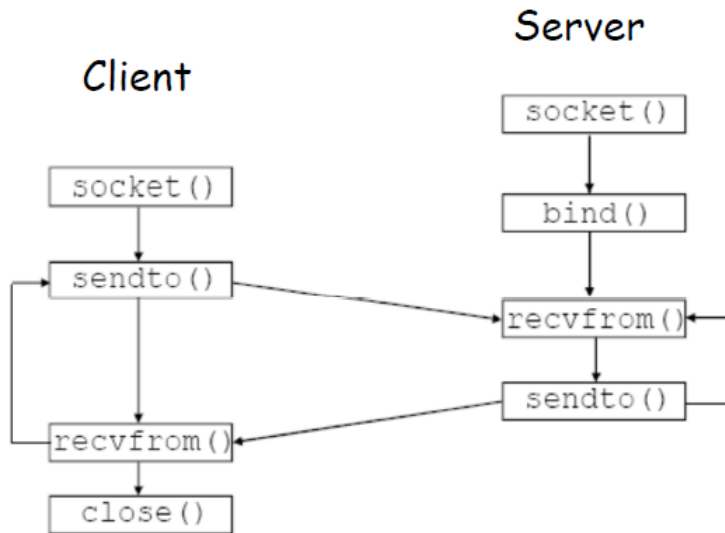 Client
socket()
sendto()
recvfrom()
close()
Server
socket()
bind()
recvfrom()
sendto()